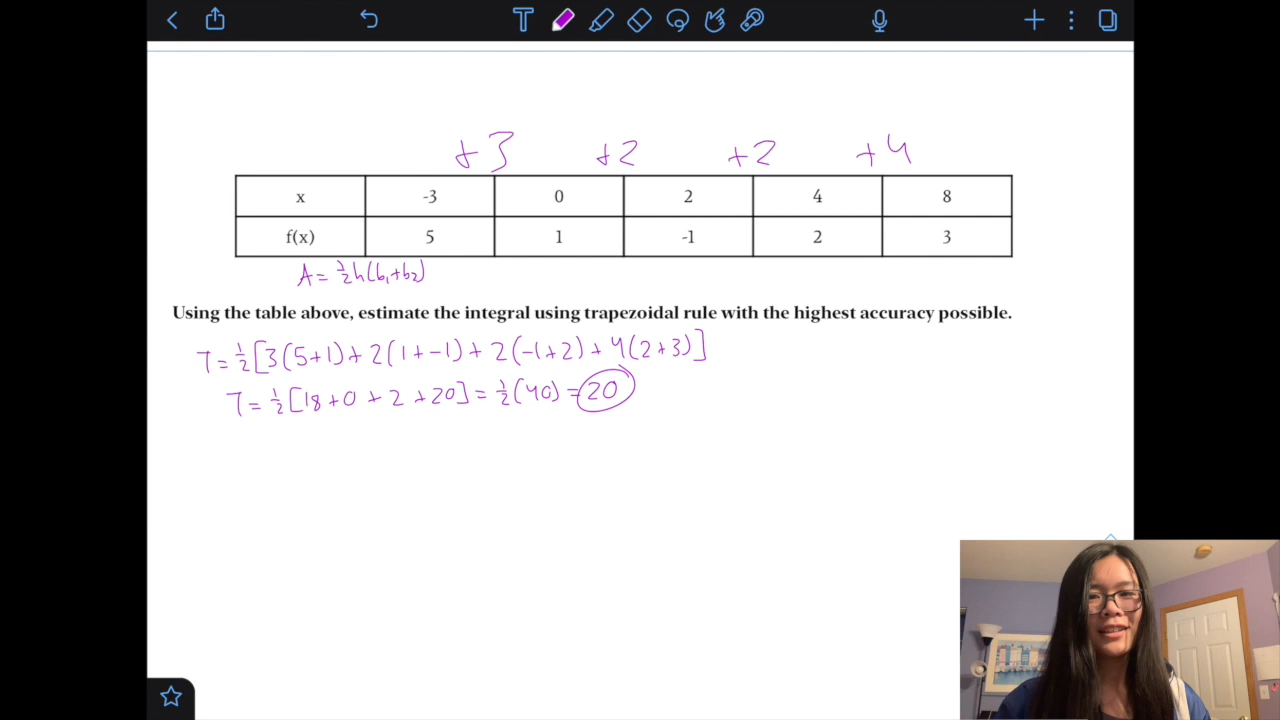 T
+3 +2 +2 +4
x -3 0 2 4 8
f(x) 5 1 -1 2 3
A = ½h(b₁+b₂)
Using the table above, estimate the integral using trapezoidal rule with the highest accuracy possible.
T = ½[3(5+1) + 2(1+-1) + 2(-1+2) + 4(2+3)]
T = ½[18+0+2+20] = ½(40) = 20